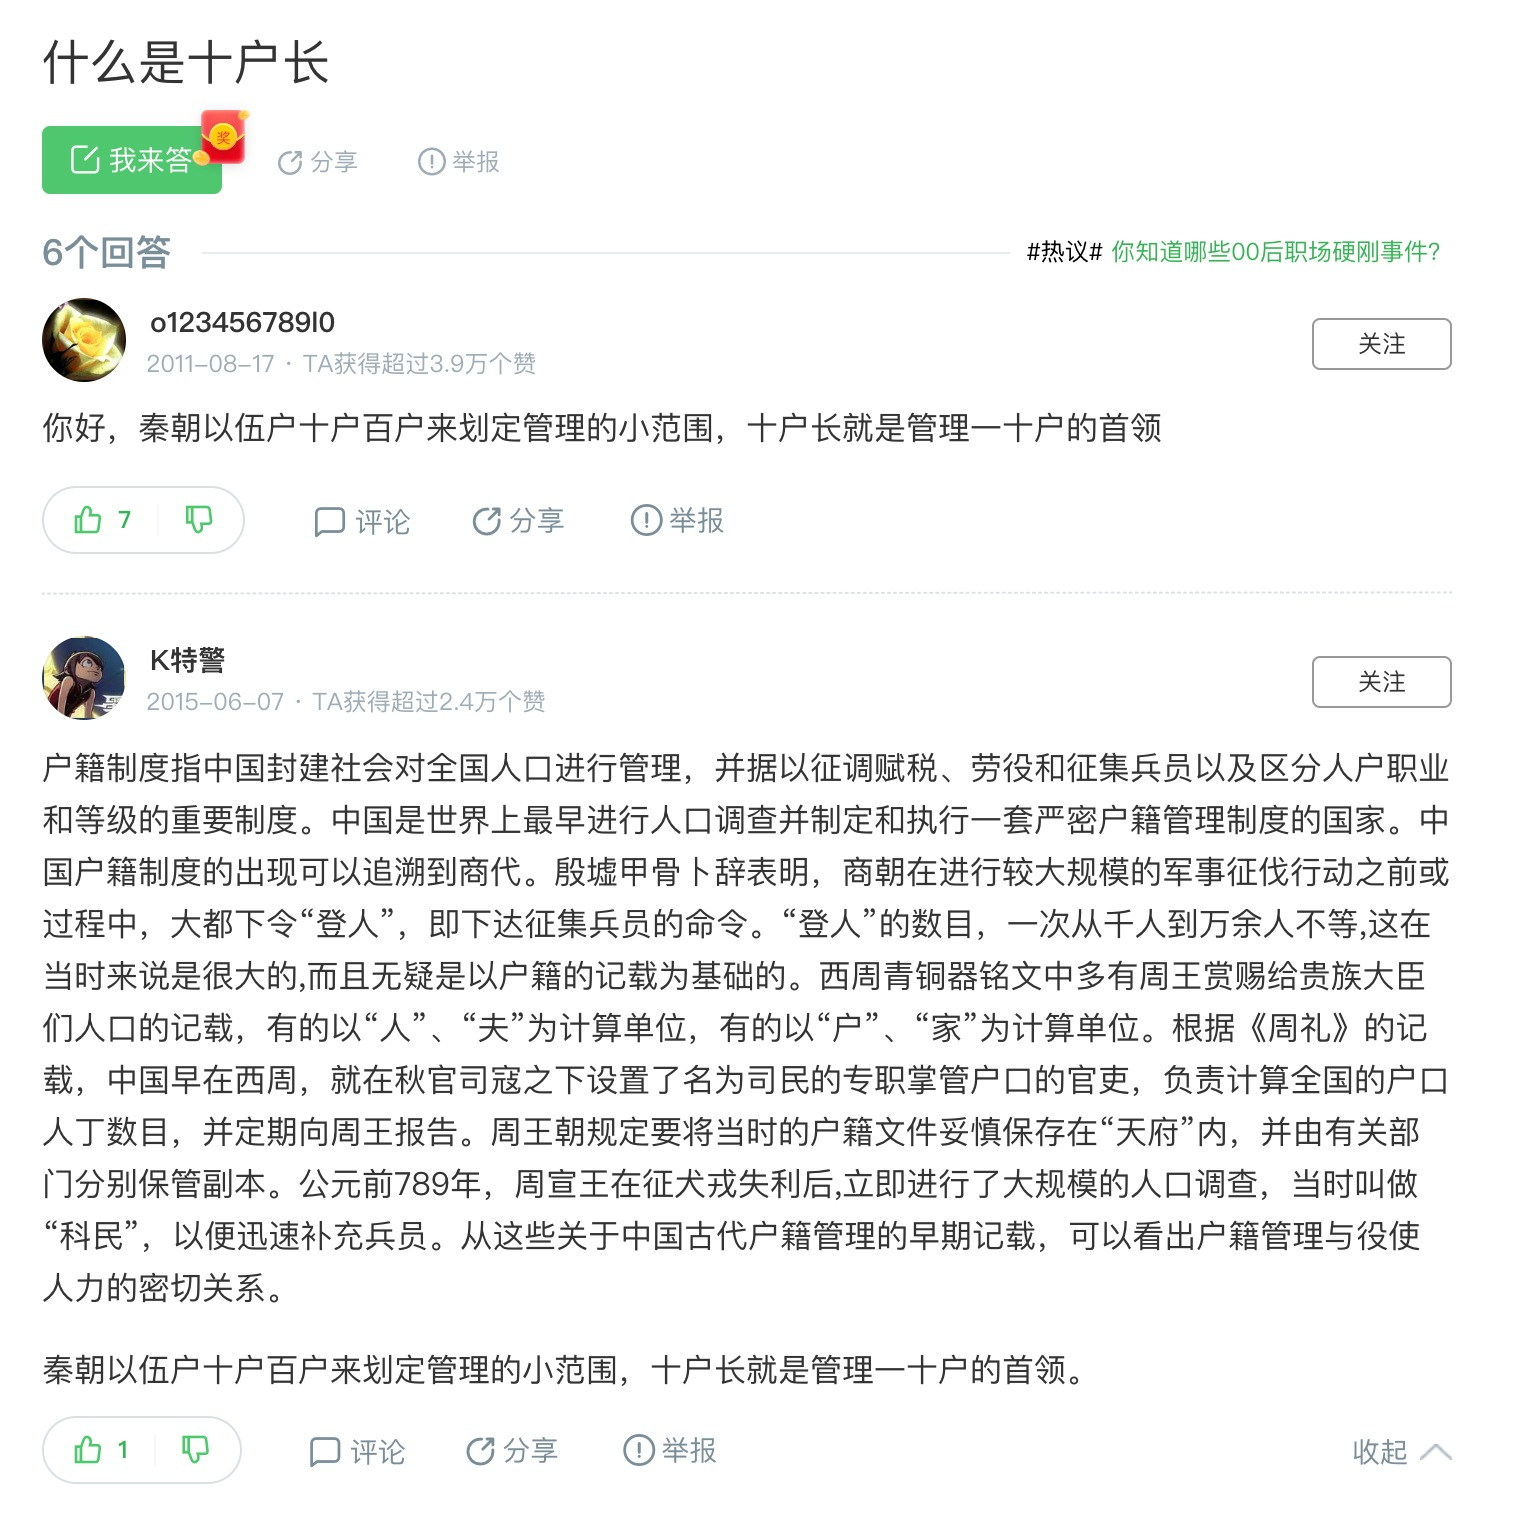 什么是十户长
我来答
奖
分享
举报
6个回答
#热议# 你知道哪些00后职场硬刚事件?
o123456789l0
2011-08-17 · TA获得超过3.9万个赞
关注
你好，秦朝以伍户十户百户来划定管理的小范围，十户长就是管理一十户的首领
7
评论
分享
举报
K特警
2015-06-07 · TA获得超过2.4万个赞
关注
户籍制度指中国封建社会对全国人口进行管理，并据以征调赋税、劳役和征集兵员以及区分人户职业
和等级的重要制度。中国是世界上最早进行人口调查并制定和执行一套严密户籍管理制度的国家。中
国户籍制度的出现可以追溯到商代。殷墟甲骨卜辞表明，商朝在进行较大规模的军事征伐行动之前或
过程中，大都下令“登人”，即下达征集兵员的命令。“登人”的数目，一次从千人到万余人不等,这在
当时来说是很大的,而且无疑是以户籍的记载为基础的。西周青铜器铭文中多有周王赏赐给贵族大臣
们人口的记载，有的以“人”、“夫”为计算单位，有的以“户”、“家”为计算单位。根据《周礼》的记
载，中国早在西周，就在秋官司寇之下设置了名为司民的专职掌管户口的官吏，负责计算全国的户口
人丁数目，并定期向周王报告。周王朝规定要将当时的户籍文件妥慎保存在“天府”内，并由有关部
门分别保管副本。公元前789年，周宣王在征犬戎失利后,立即进行了大规模的人口调查，当时叫做
“科民”，以便迅速补充兵员。从这些关于中国古代户籍管理的早期记载，可以看出户籍管理与役使
人力的密切关系。
秦朝以伍户十户百户来划定管理的小范围，十户长就是管理一十户的首领。
1
评论
分享
举报
收起